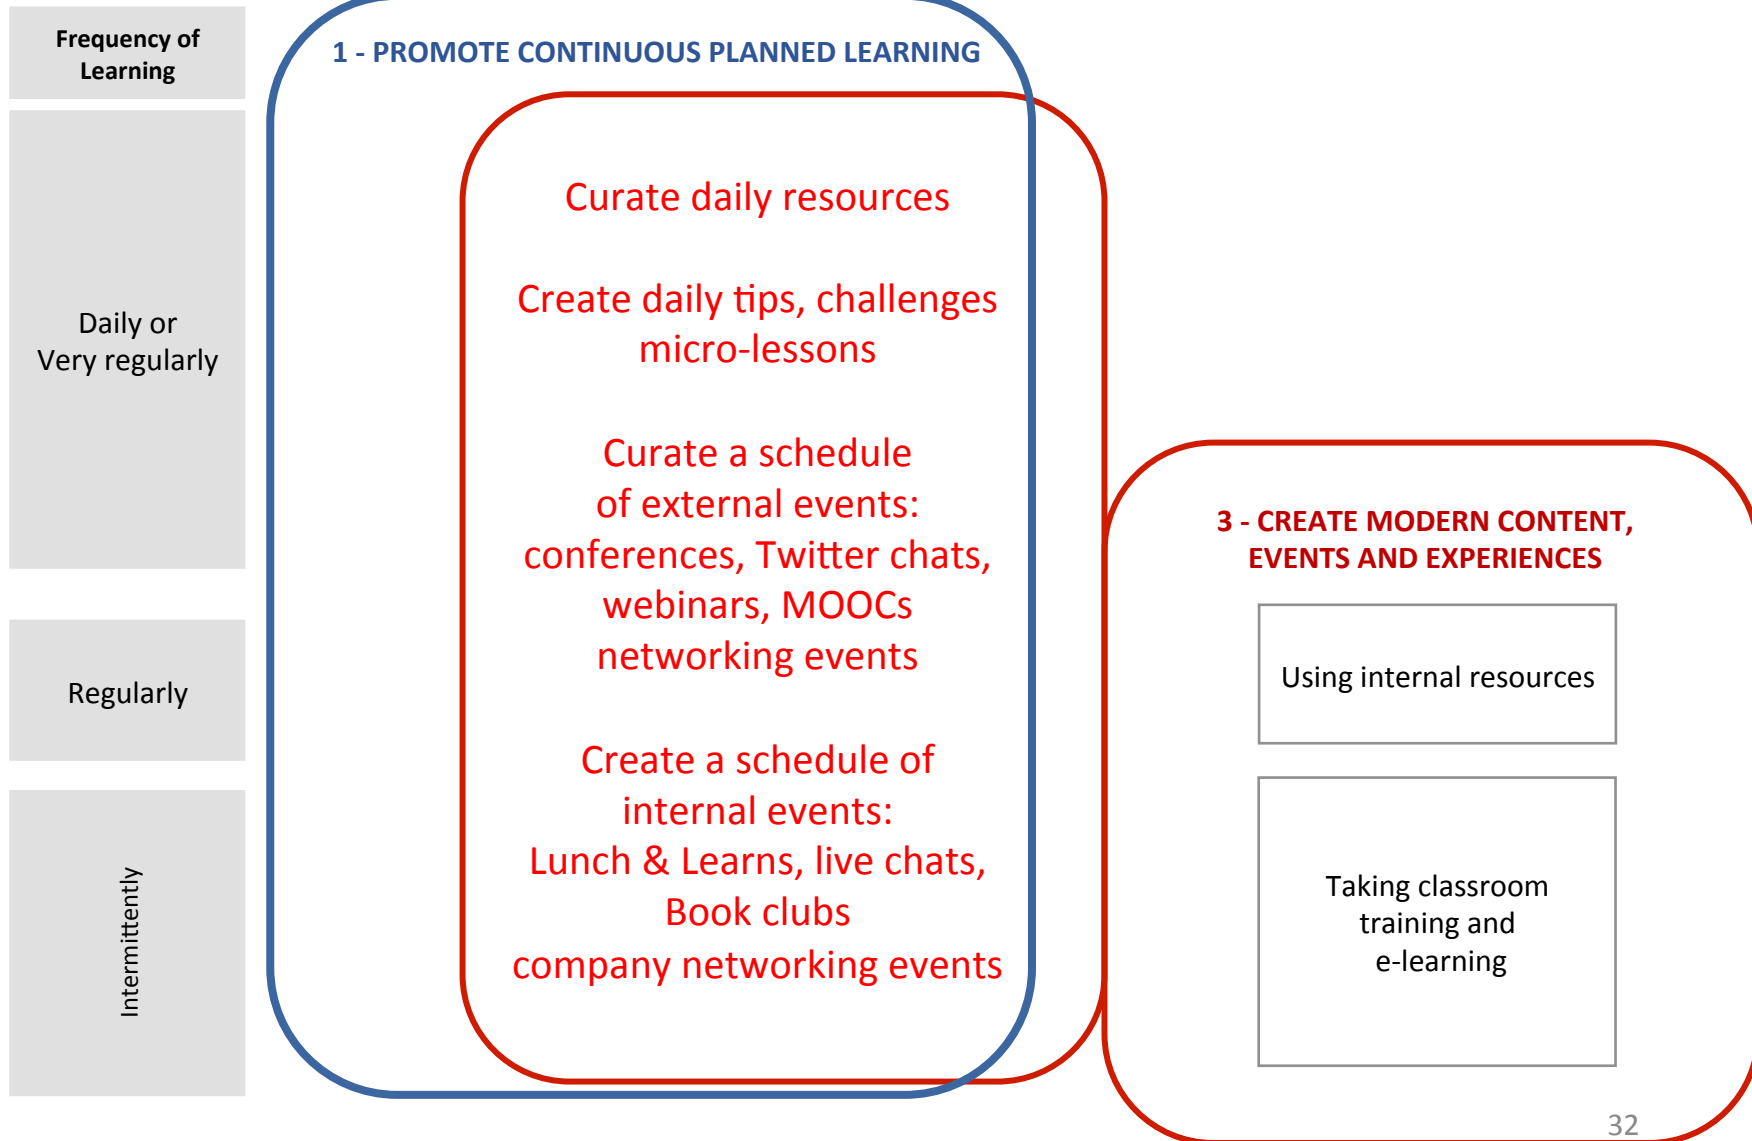 Frequency of
Learning
1 - PROMOTE CONTINUOUS PLANNED LEARNING
Daily or
Very regularly
Regularly
Intermittently
Curate daily resources
Create daily tips, challenges
micro-lessons
Curate a schedule
of external events:
conferences, Twitter chats,
webinars, MOOCs
networking events
Create a schedule of
internal events:
Lunch & Learns, live chats,
Book clubs
company networking events
3 - CREATE MODERN CONTENT,
EVENTS AND EXPERIENCES
Using internal resources
Taking classroom
training and
e-learning
32